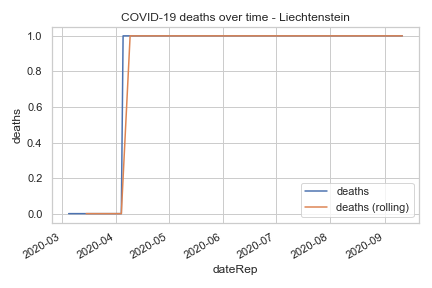 COVID-19 deaths over time - Liechtenstein
1.0
0.8
0.6
0.4
0.2
0.0
deaths
deaths
deaths (rolling)
2020-03
2020-04
2020-05
2020-06
2020-07
2020-08
2020-09
dateRep